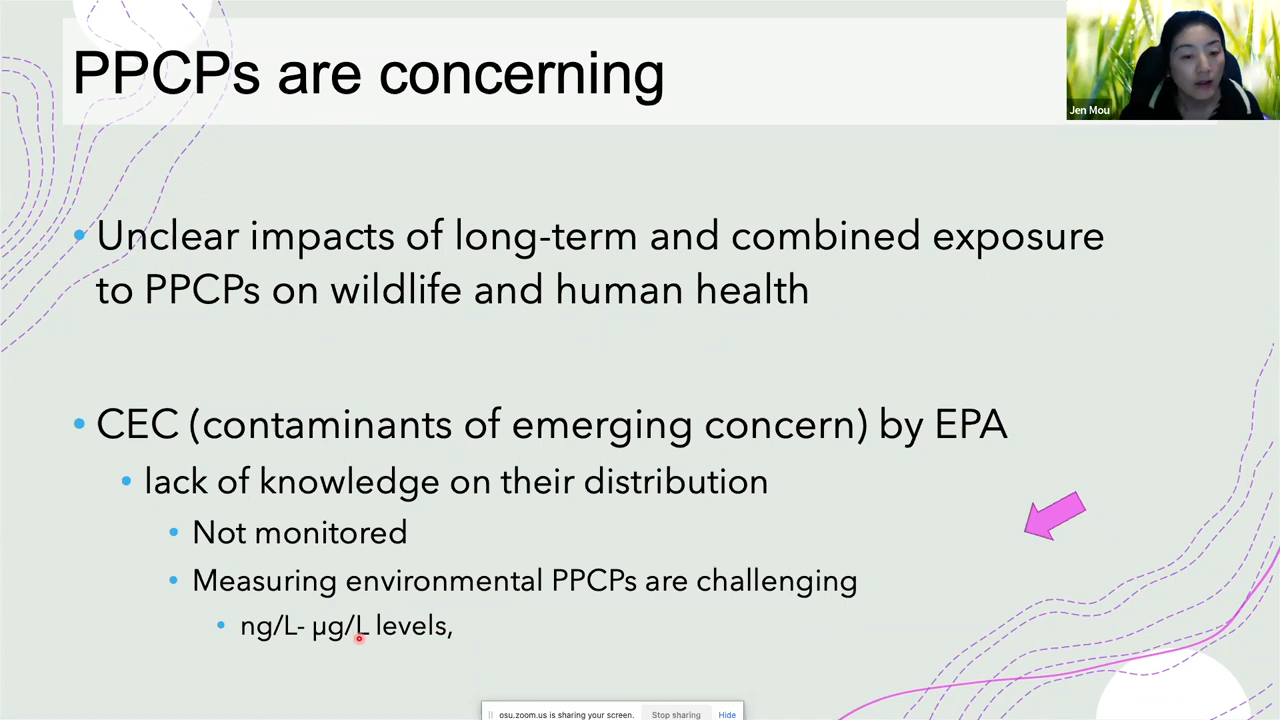 PPCPs are concerning
Jen Mou
• Unclear impacts of long-term and combined exposure
to PPCPs on wildlife and human health
• CEC (contaminants of emerging concern) by EPA
• lack of knowledge on their distribution
• Not monitored
• Measuring environmental PPCPs are challenging
• ng/L- µg/L levels,
osu.zoom.us is sharing your screen. Stop sharing Hide